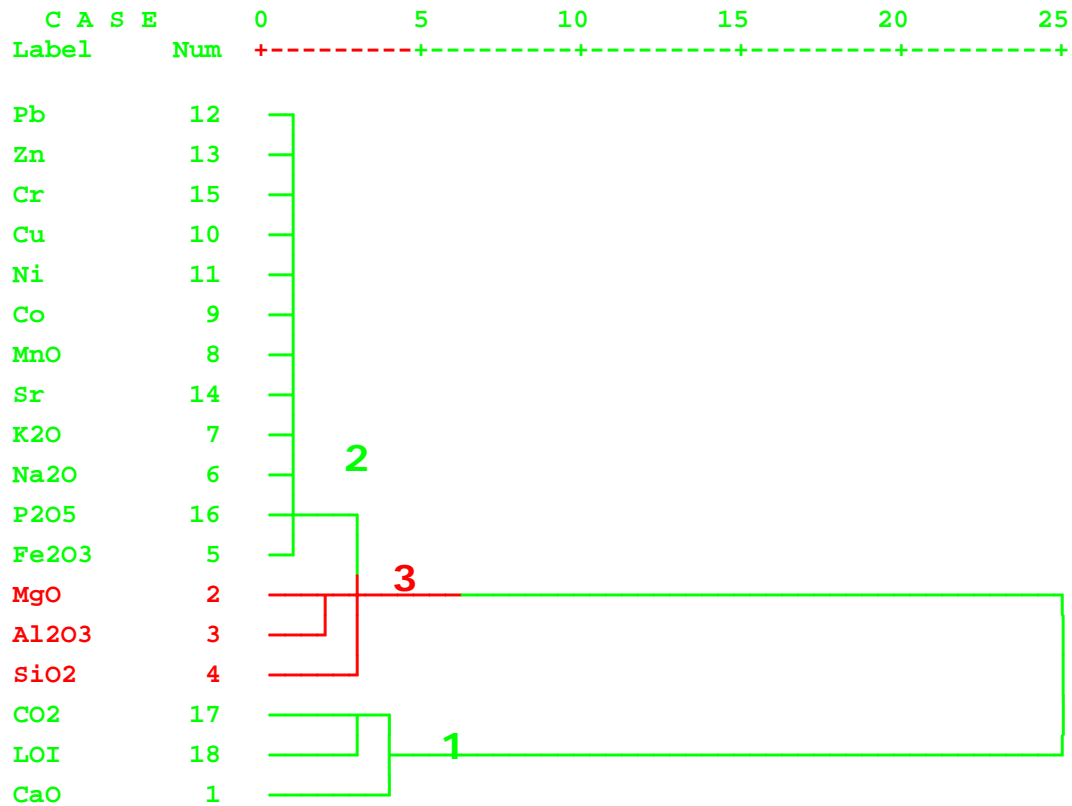 C A S E 0 5 10 15 20 25
Label Num +---------+---------+---------+---------+---------+
Pb 12
Zn 13
Cr 15
Cu 10
Ni 11
Co 9
MnO 8
Sr 14
K2O 7
2
Na2O 6
P2O5 16
Fe2O3 5
3
MgO 2
Al2O3 3
SiO2 4
CO2 17
1
LOI 18
CaO 1